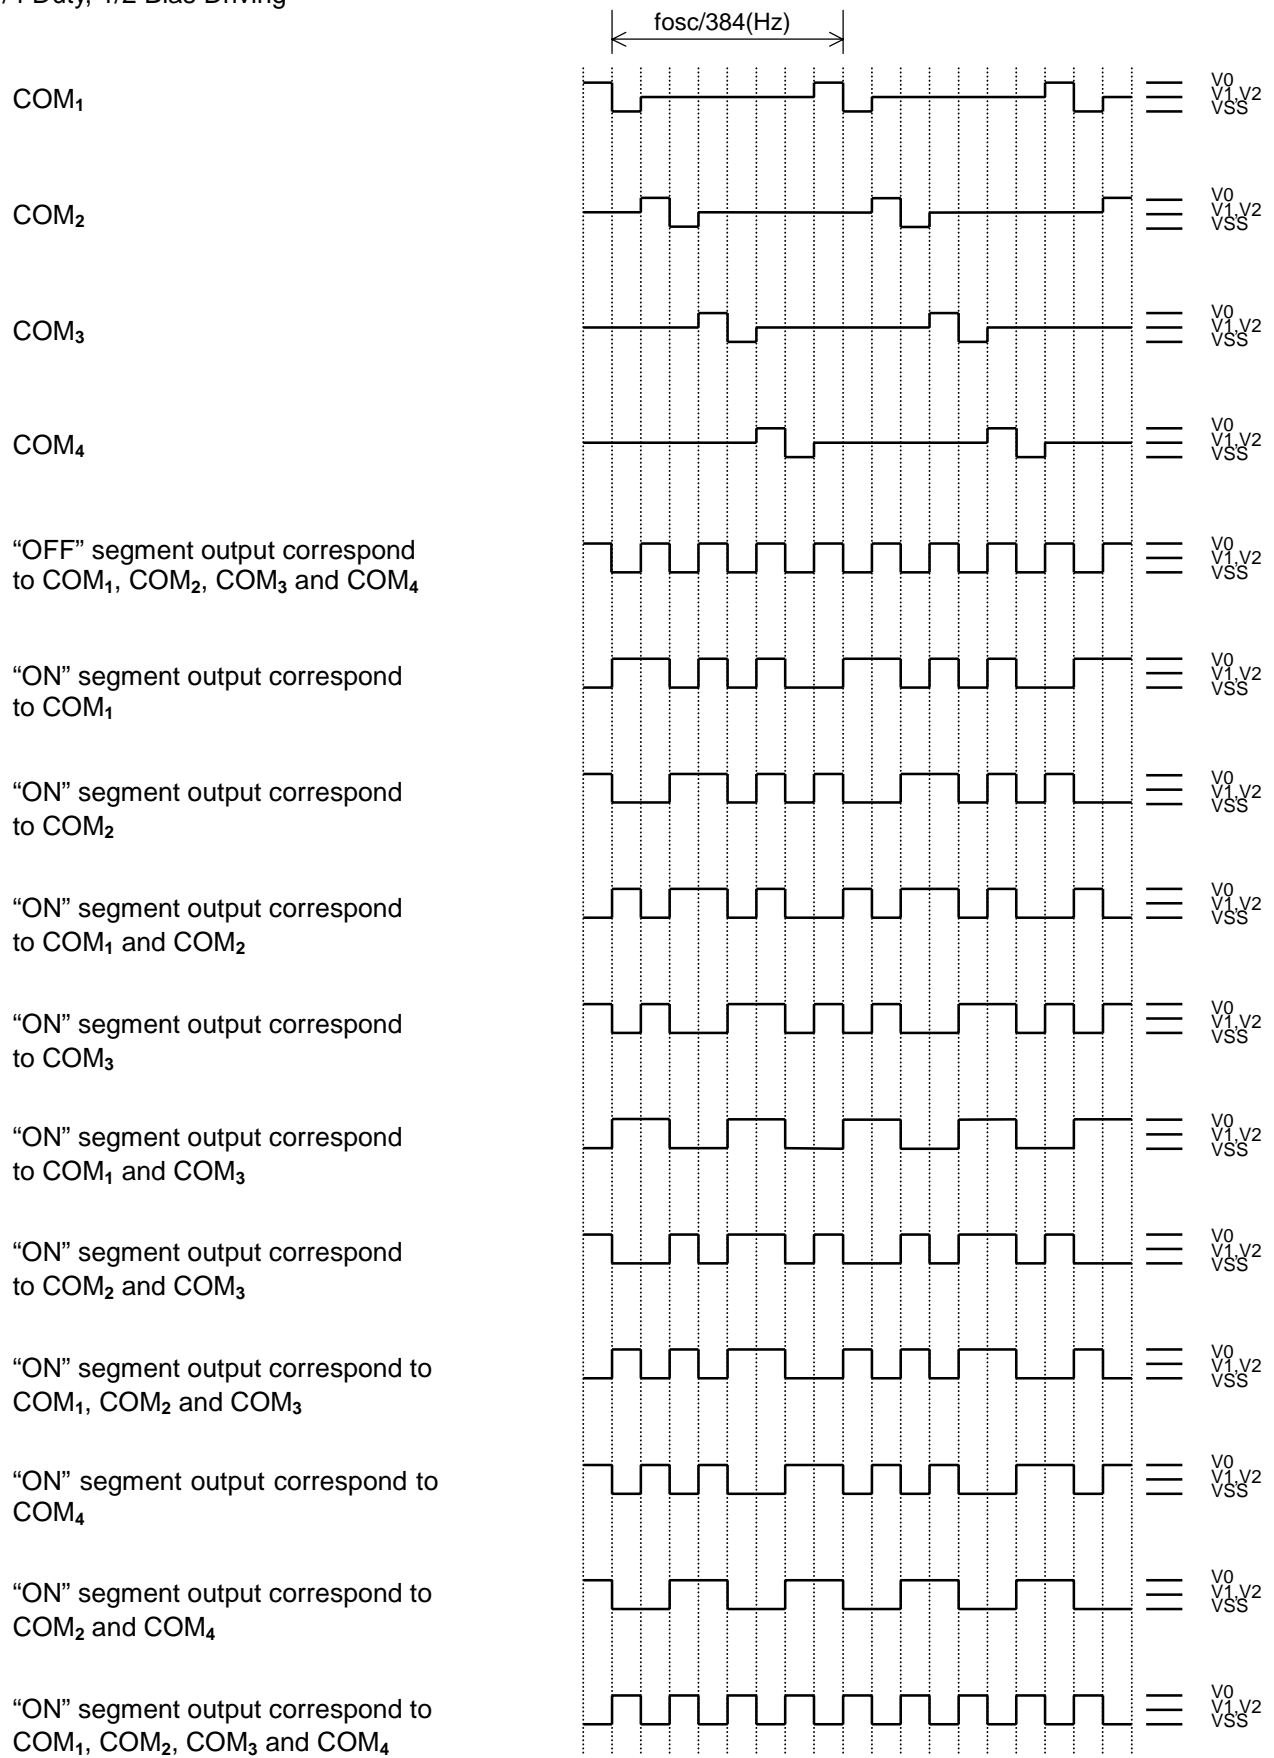 Duty, 1/2 Bias Driving
fosc/384(Hz)
COM1
V0
V1,V2
VSS
COM2
V0
V1,V2
VSS
COM3
V0
V1,V2
VSS
COM4
V0
V1,V2
VSS
“OFF” segment output correspond
to COM1, COM2, COM3 and COM4
V0
V1,V2
VSS
“ON” segment output correspond
to COM1
V0
V1,V2
VSS
“ON” segment output correspond
to COM2
V0
V1,V2
VSS
“ON” segment output correspond
to COM1 and COM2
V0
V1,V2
VSS
“ON” segment output correspond
to COM3
V0
V1,V2
VSS
“ON” segment output correspond
to COM1 and COM3
V0
V1,V2
VSS
“ON” segment output correspond
to COM2 and COM3
V0
V1,V2
VSS
“ON” segment output correspond to
COM1, COM2 and COM3
V0
V1,V2
VSS
“ON” segment output correspond to
COM4
V0
V1,V2
VSS
“ON” segment output correspond to
COM2 and COM4
V0
V1,V2
VSS
“ON” segment output correspond to
COM1, COM2, COM3 and COM4
V0
V1,V2
VSS